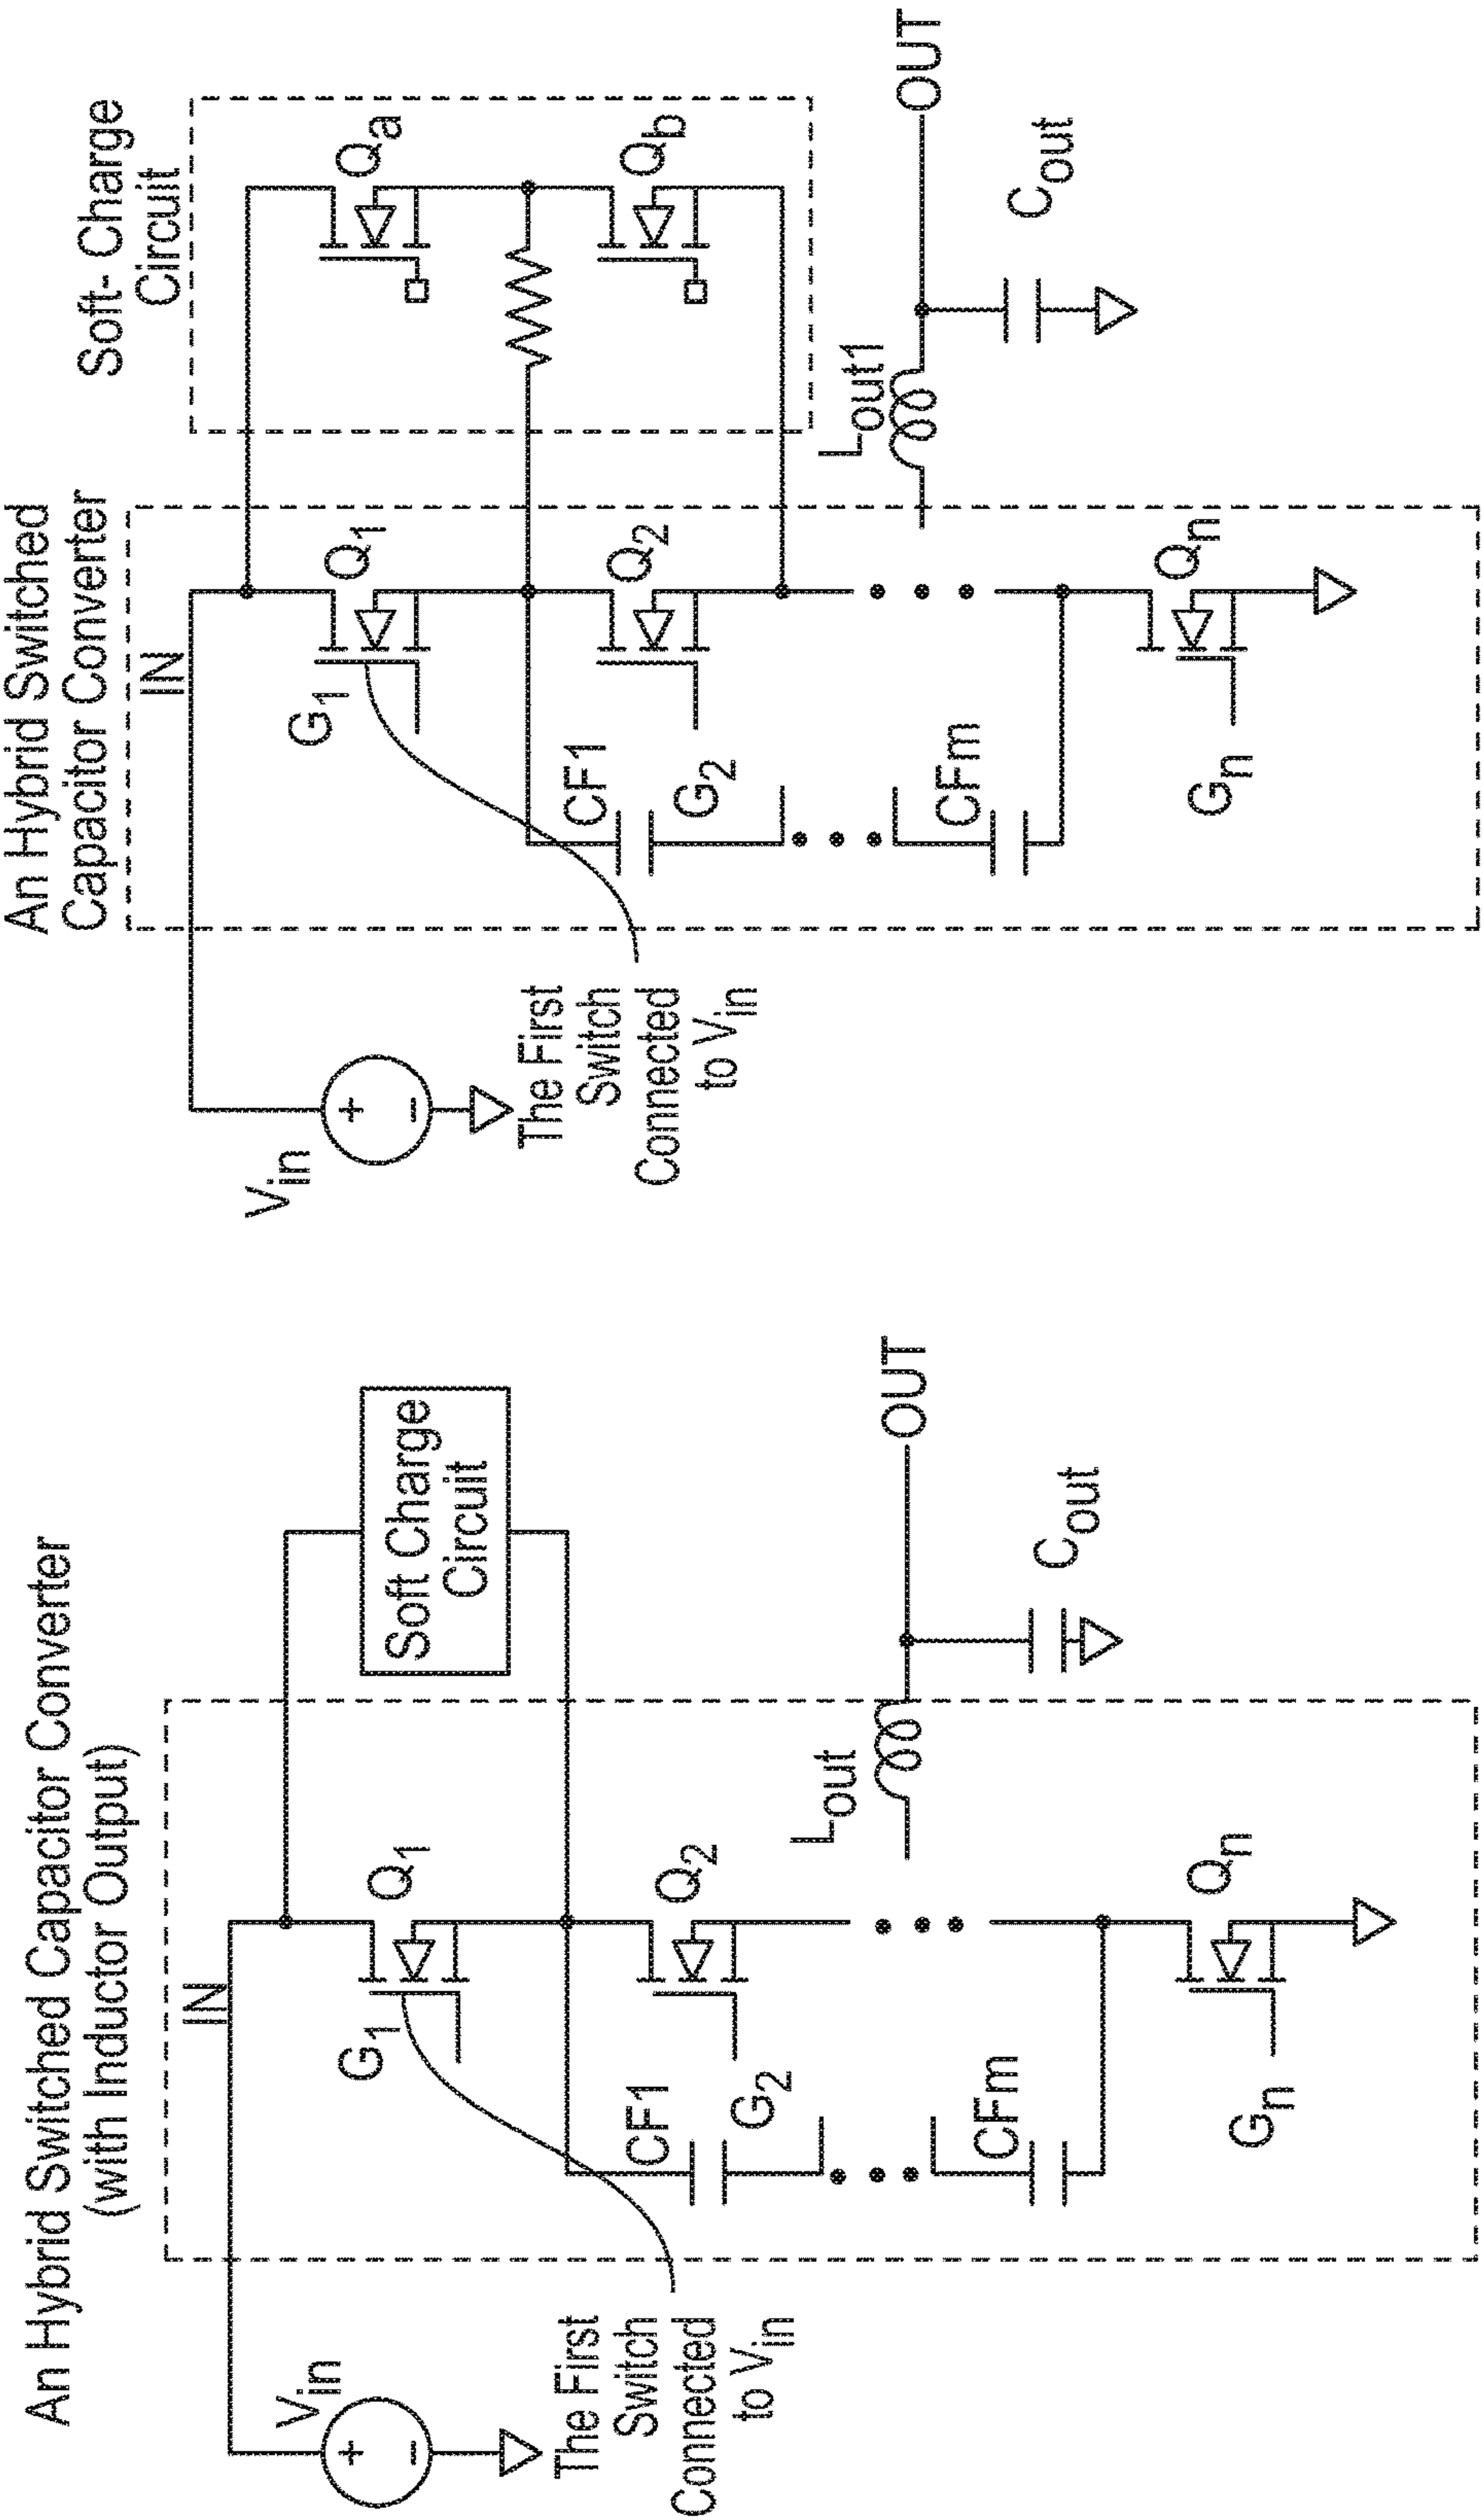 An Hybrid Switched Capacitor Converter
(with Inductor Output)
IN
Vin
+
−
The First
Switch
Connected
to Vin
G1
Q1
Soft Charge
Circuit
CF1
G2
Q2
Lout
OUT
Cout
CFm
Gn
Qn
An Hybrid Switched
Capacitor Converter
IN
Vin
+
−
The First
Switch
Connected
to Vin
G1
Q1
Soft- Charge
Circuit
Qa
Qb
CF1
G2
Q2
Lout1
OUT
Cout
CFm
Gn
Qn